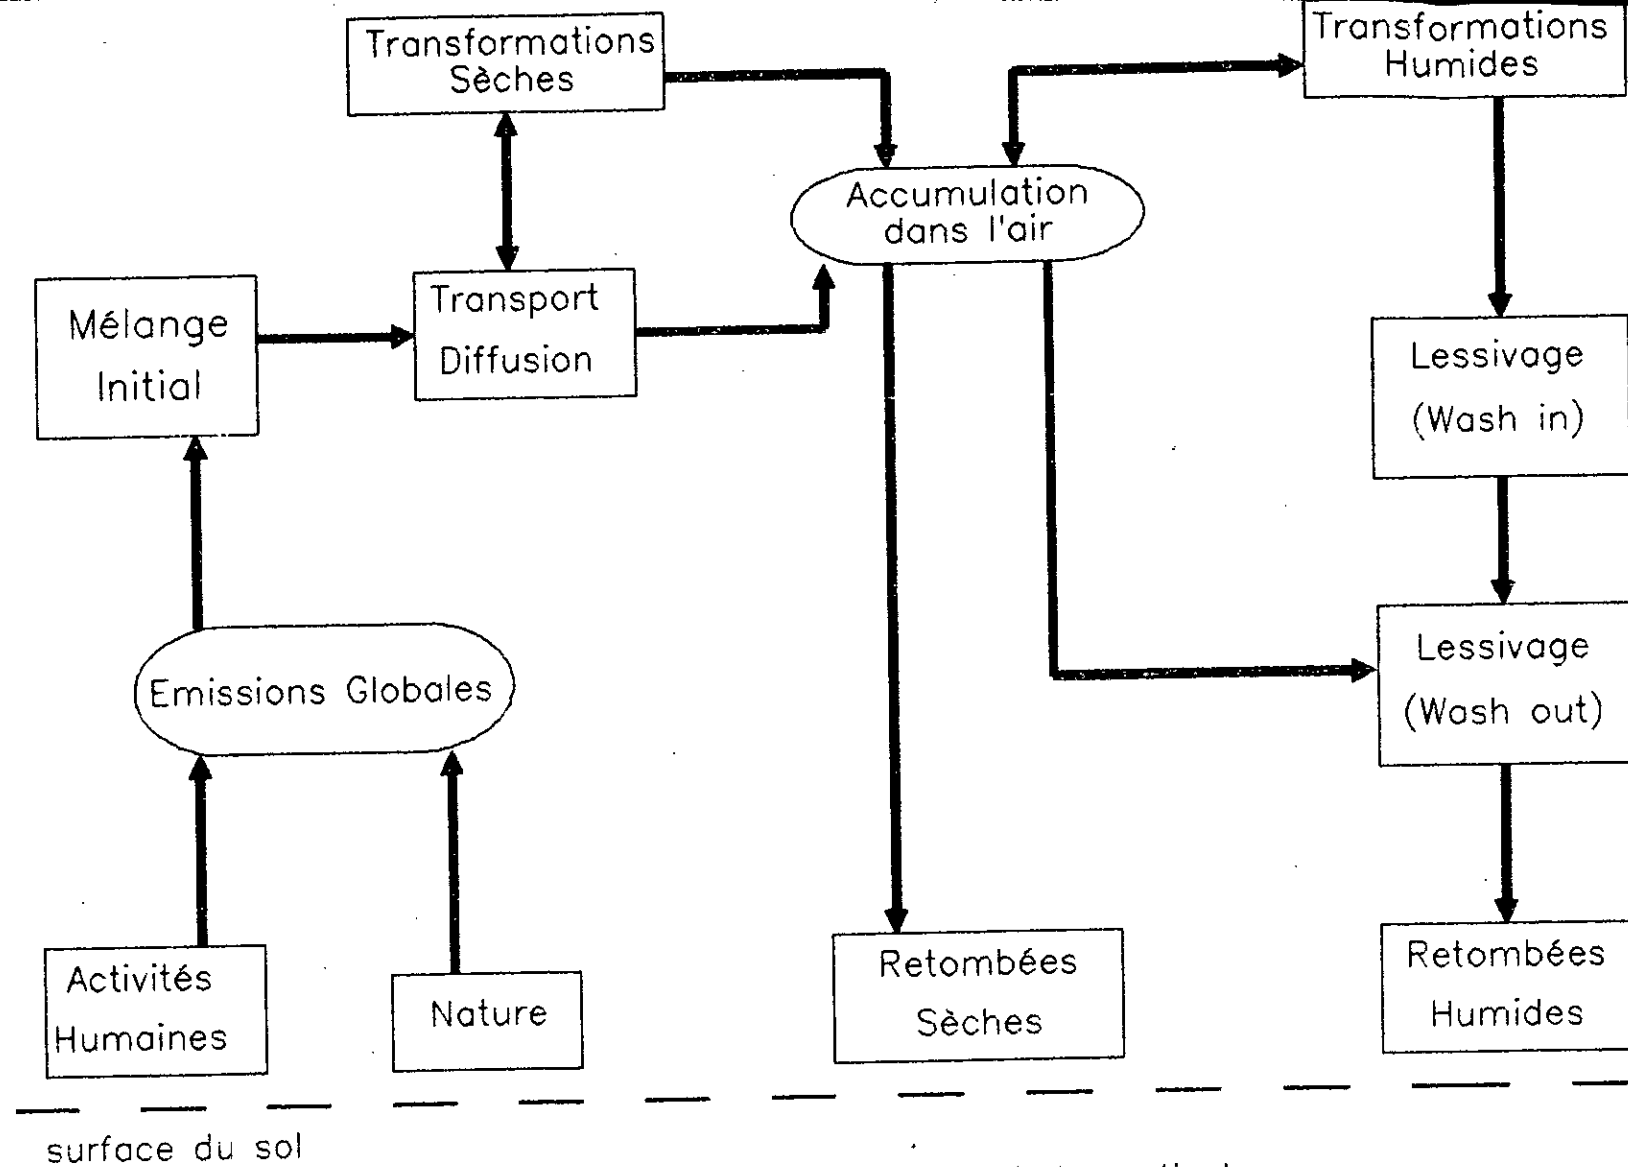 Transformations
Sèches
Transformations
Humides
Accumulation
dans l'air
Mélange
Initial
Transport
Diffusion
Lessivage
(Wash in)
Emissions Globales
Lessivage
(Wash out)
Activités
Humaines
Nature
Retombées
Sèches
Retombées
Humides
surface du sol